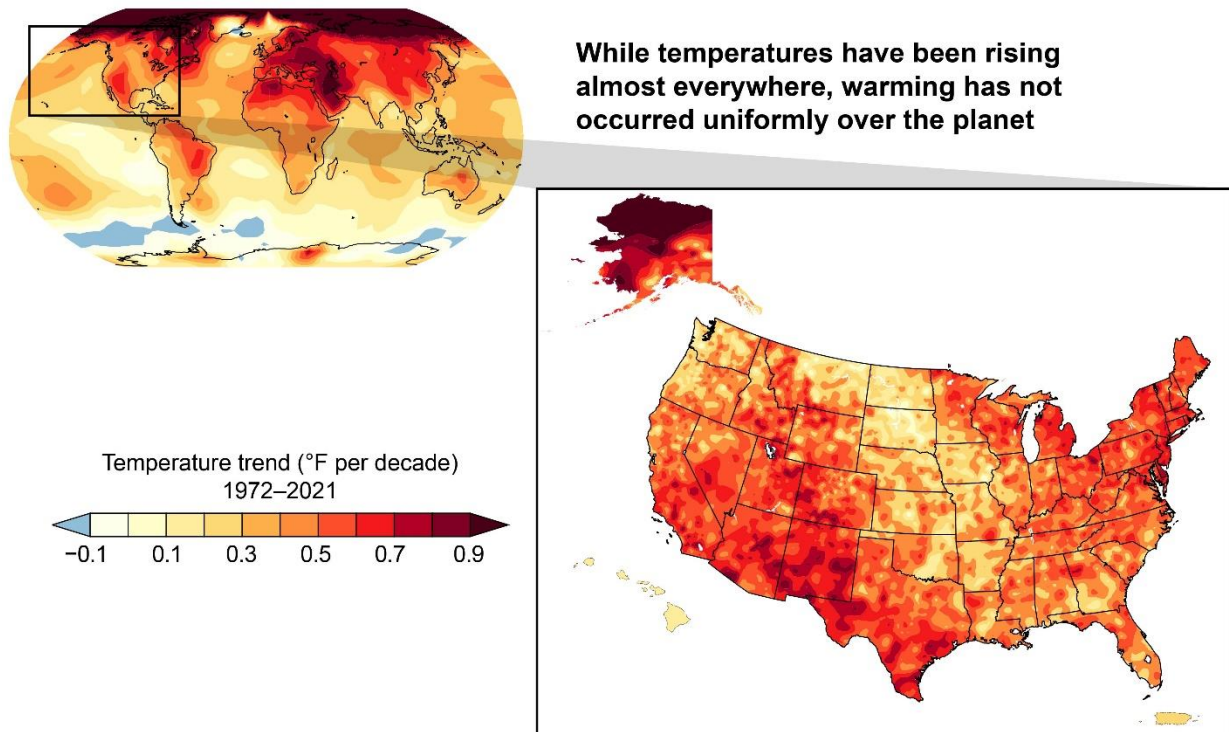 While temperatures have been rising
almost everywhere, warming has not
occurred uniformly over the planet
Temperature trend (°F per decade)
1972–2021
−0.1 0.1 0.3 0.5 0.7 0.9